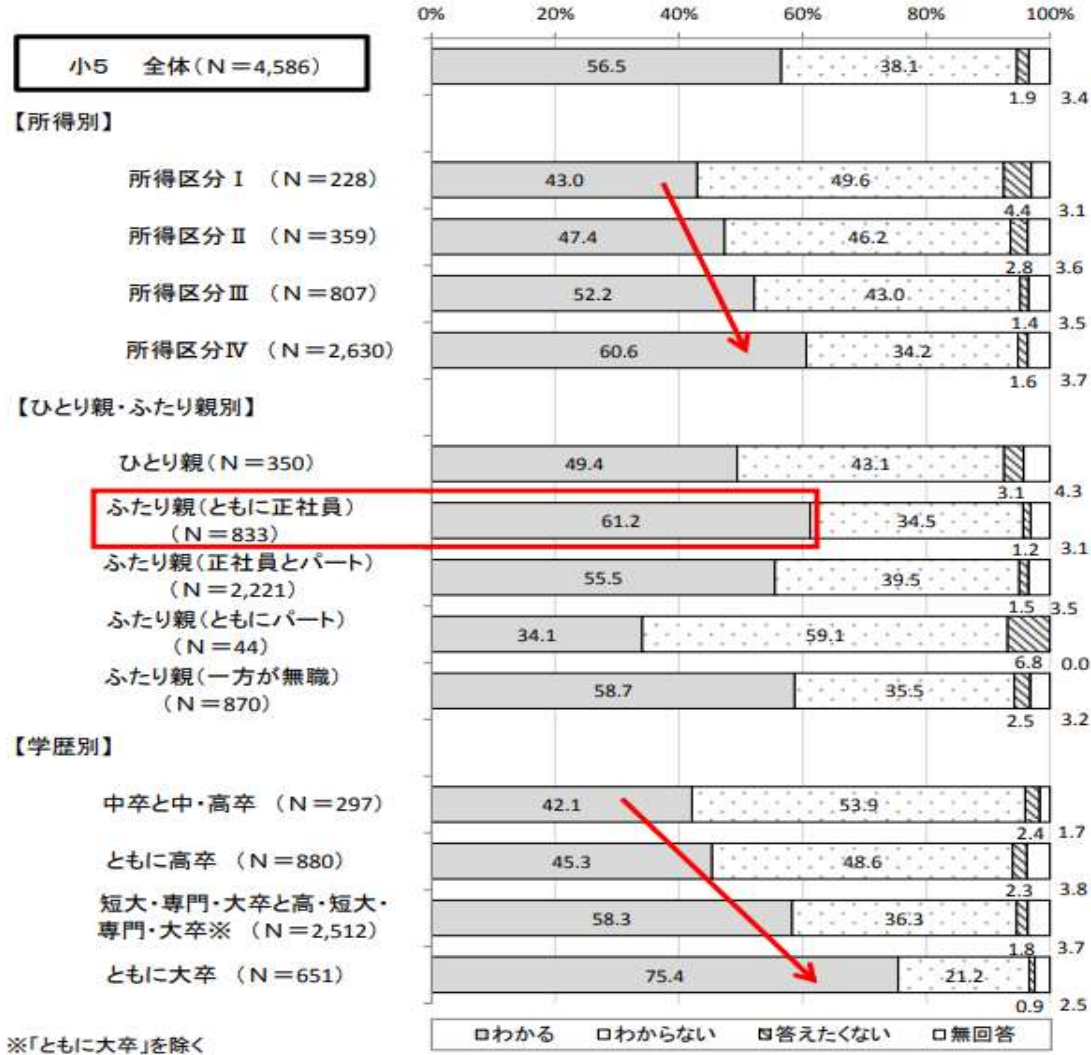 0% 20% 40% 60% 80% 100%
小5 全体(N=4,586) 56.5 38.1
1.9 3.4
【所得別】
所得区分Ⅰ (N=228) 43.0 49.6
4.4 3.1
所得区分Ⅱ (N=359) 47.4 46.2
2.8 3.6
所得区分Ⅲ (N=807) 52.2 43.0
1.4 3.5
所得区分Ⅳ (N=2,630) 60.6 34.2
1.6 3.7
【ひとり親・ふたり親別】
ひとり親(N=350) 49.4 43.1
3.1 4.3
ふたり親(ともに正社員)
(N=833) 61.2 34.5
1.2 3.1
ふたり親(正社員とパート)
(N=2,221) 55.5 39.5
1.5 3.5
ふたり親(ともにパート)
(N=44) 34.1 59.1
6.8 0.0
ふたり親(一方が無職)
(N=870) 58.7 35.5
2.5 3.2
【学歴別】
中卒と中・高卒 (N=297) 42.1 53.9
2.4 1.7
ともに高卒 (N=880) 45.3 48.6
2.3 3.8
短大・専門・大卒と高・短大・
専門・大卒※ (N=2,512) 58.3 36.3
1.8 3.7
ともに大卒 (N=651) 75.4 21.2
0.9 2.5
※「ともに大卒」を除く
わかる わからない 答えたくない 無回答